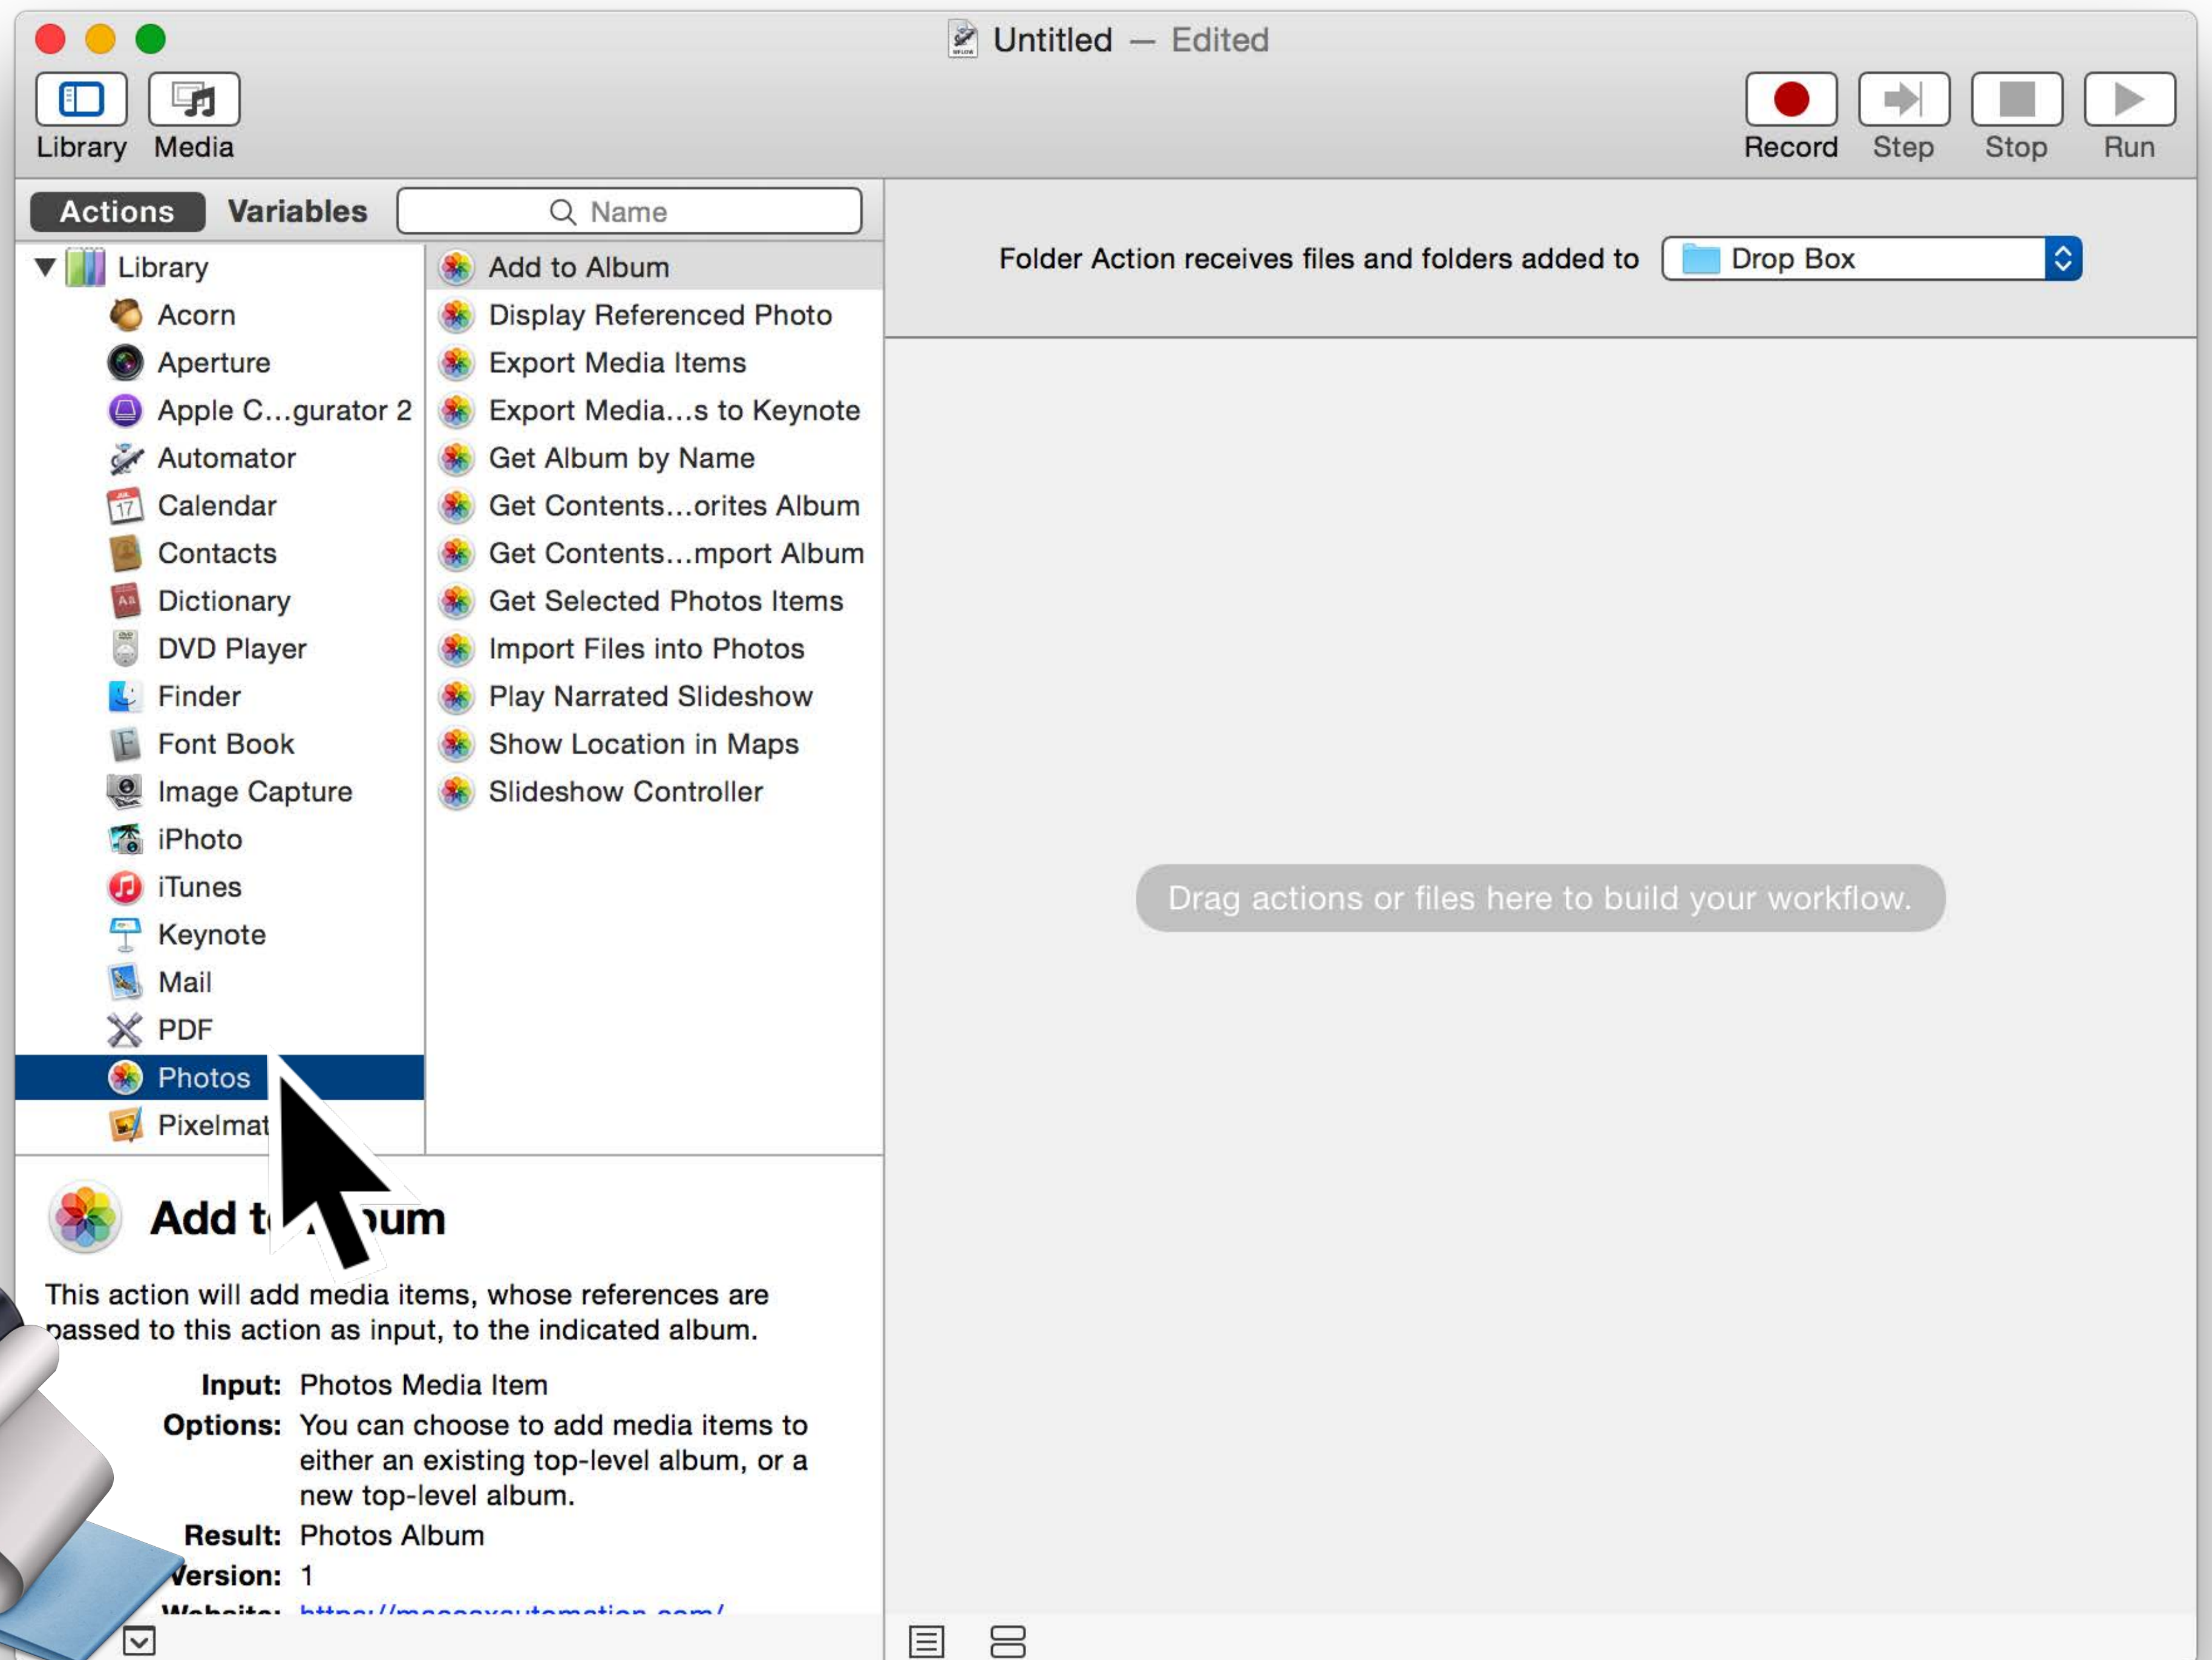 Untitled — Edited
Library Media
Record Step Stop Run
Actions Variables Name
Folder Action receives files and folders added to Drop Box
Library
Acorn
Aperture
Apple C...gurator 2
Automator
Calendar
Contacts
Dictionary
DVD Player
Finder
Font Book
Image Capture
iPhoto
iTunes
Keynote
Mail
PDF
Photos
Pixelmat
Add to Album
Display Referenced Photo
Export Media Items
Export Media...s to Keynote
Get Album by Name
Get Contents...orites Album
Get Contents...mport Album
Get Selected Photos Items
Import Files into Photos
Play Narrated Slideshow
Show Location in Maps
Slideshow Controller
Drag actions or files here to build your workflow.
Add to Album
This action will add media items, whose references are
passed to this action as input, to the indicated album.
Input: Photos Media Item
Options: You can choose to add media items to
either an existing top-level album, or a
new top-level album.
Result: Photos Album
Version: 1
Website: https://macosxautomation.com/